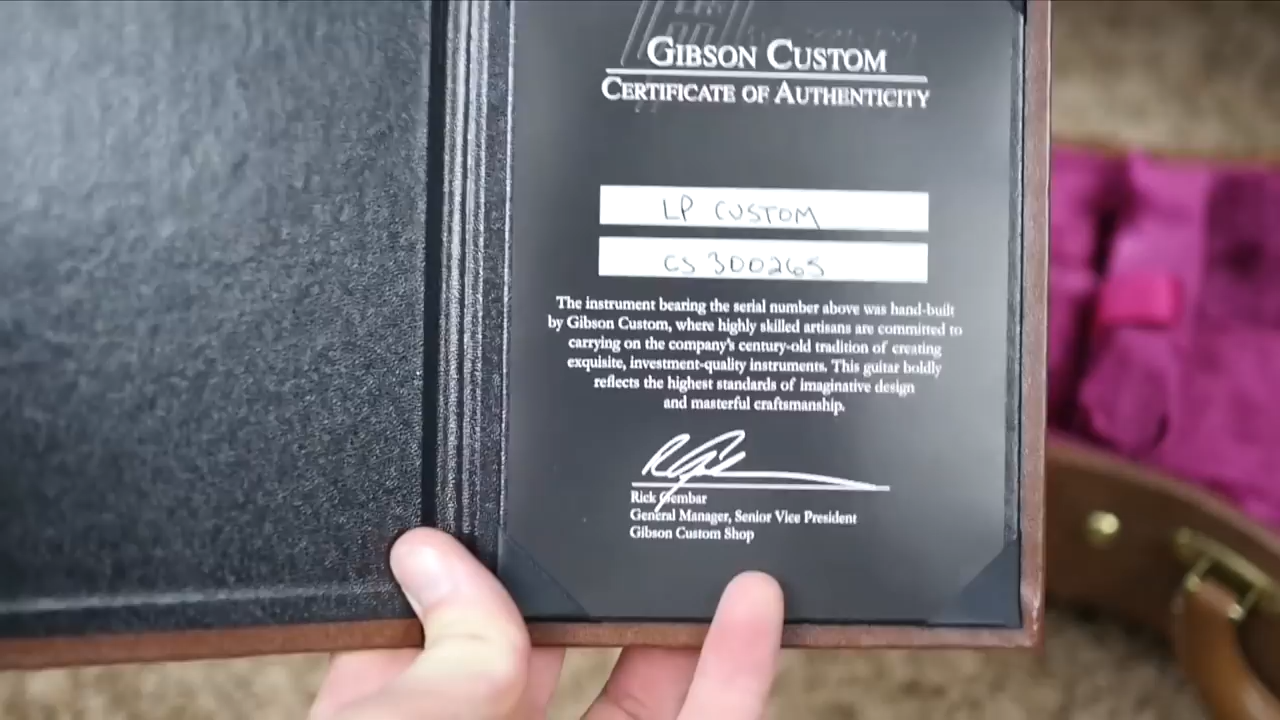 GIBSON CUSTOM
CERTIFICATE OF AUTHENTICITY
LP CUSTOM
CS 300265
The instrument bearing the serial number above was hand-built
by Gibson Custom, where highly skilled artisans are committed to
carrying on the company's century-old tradition of creating
exquisite, investment-quality instruments. This guitar boldly
reflects the highest standards of imaginative design
and masterful craftsmanship.
Rick Gembar
General Manager, Senior Vice President
Gibson Custom Shop